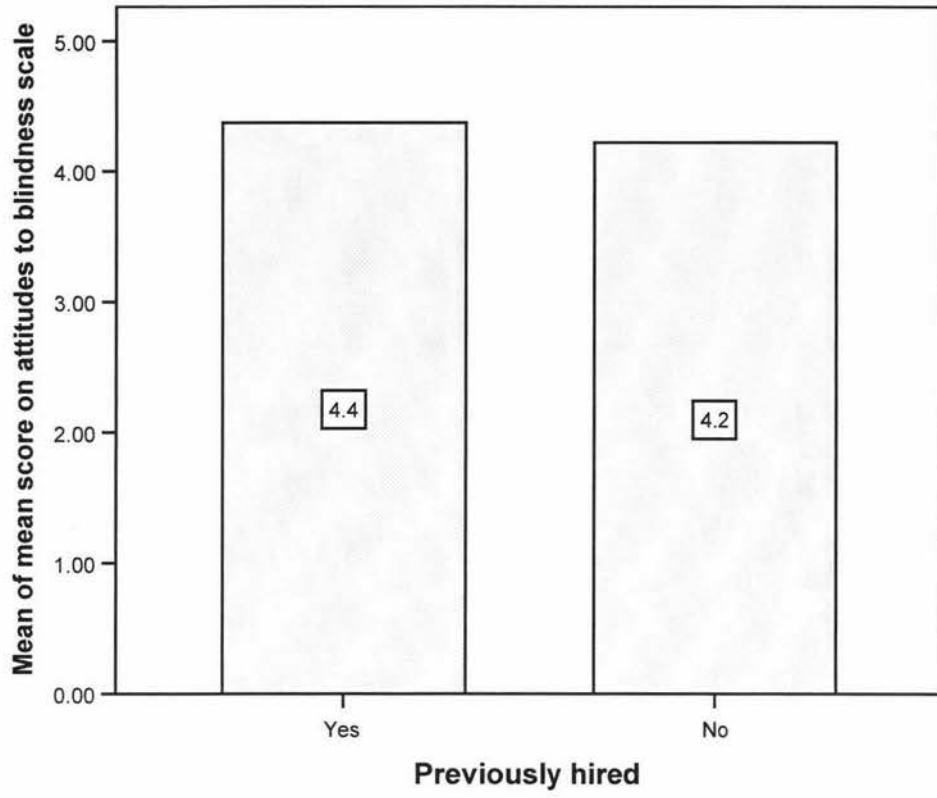 Mean of mean score on attitudes to blindness scale
5.00
4.00
3.00
2.00
1.00
0.00
4.4
4.2
Yes
No
Previously hired